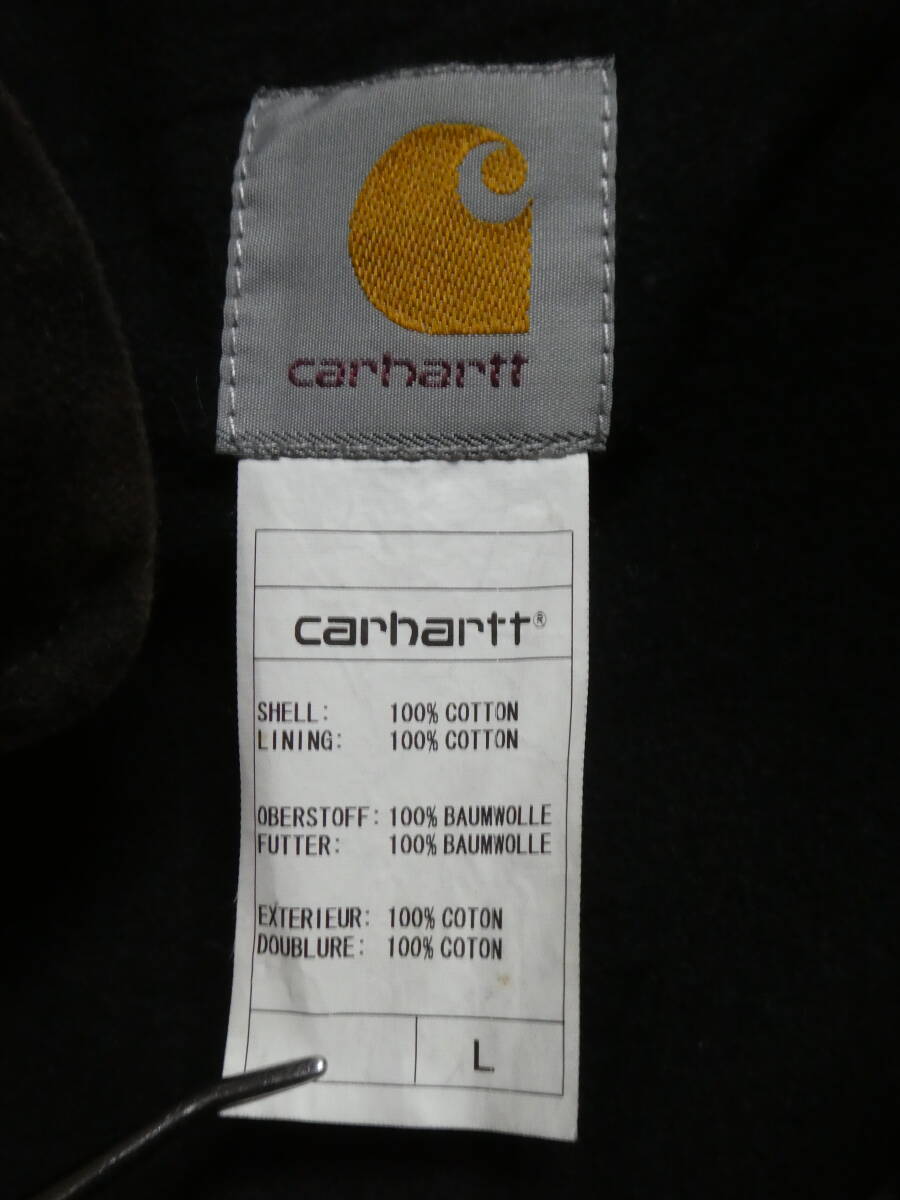 carhartt
carhartt®
SHELL: 100% COTTON
LINING: 100% COTTON
OBERSTOFF: 100% BAUMWOLLE
FUTTER: 100% BAUMWOLLE
EXTERIEUR: 100% COTON
DOUBLURE: 100% COTON
L